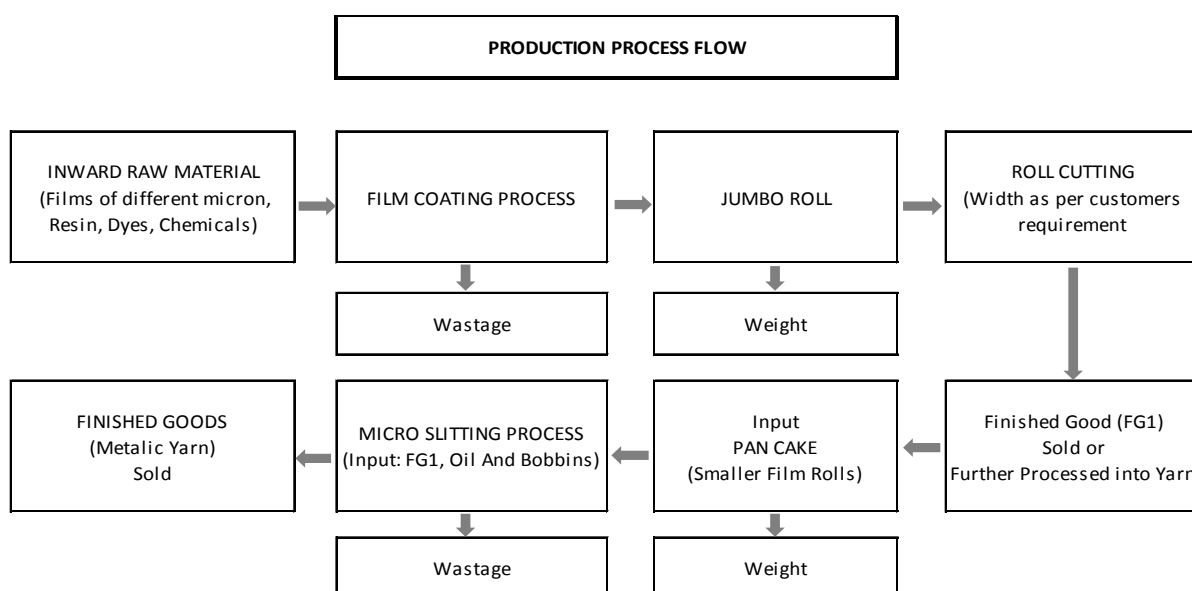 PRODUCTION PROCESS FLOW
INWARD RAW MATERIAL
(Films of different micron,
Resin, Dyes, Chemicals)
FILM COATING PROCESS
JUMBO ROLL
ROLL CUTTING
(Width as per customers
requirement
Wastage
Weight
FINISHED GOODS
(Metalic Yarn)
Sold
MICRO SLITTING PROCESS
(Input: FG1, Oil And Bobbins)
Input
PAN CAKE
(Smaller Film Rolls)
Finished Good (FG1)
Sold or
Further Processed into Yarn
Wastage
Weight